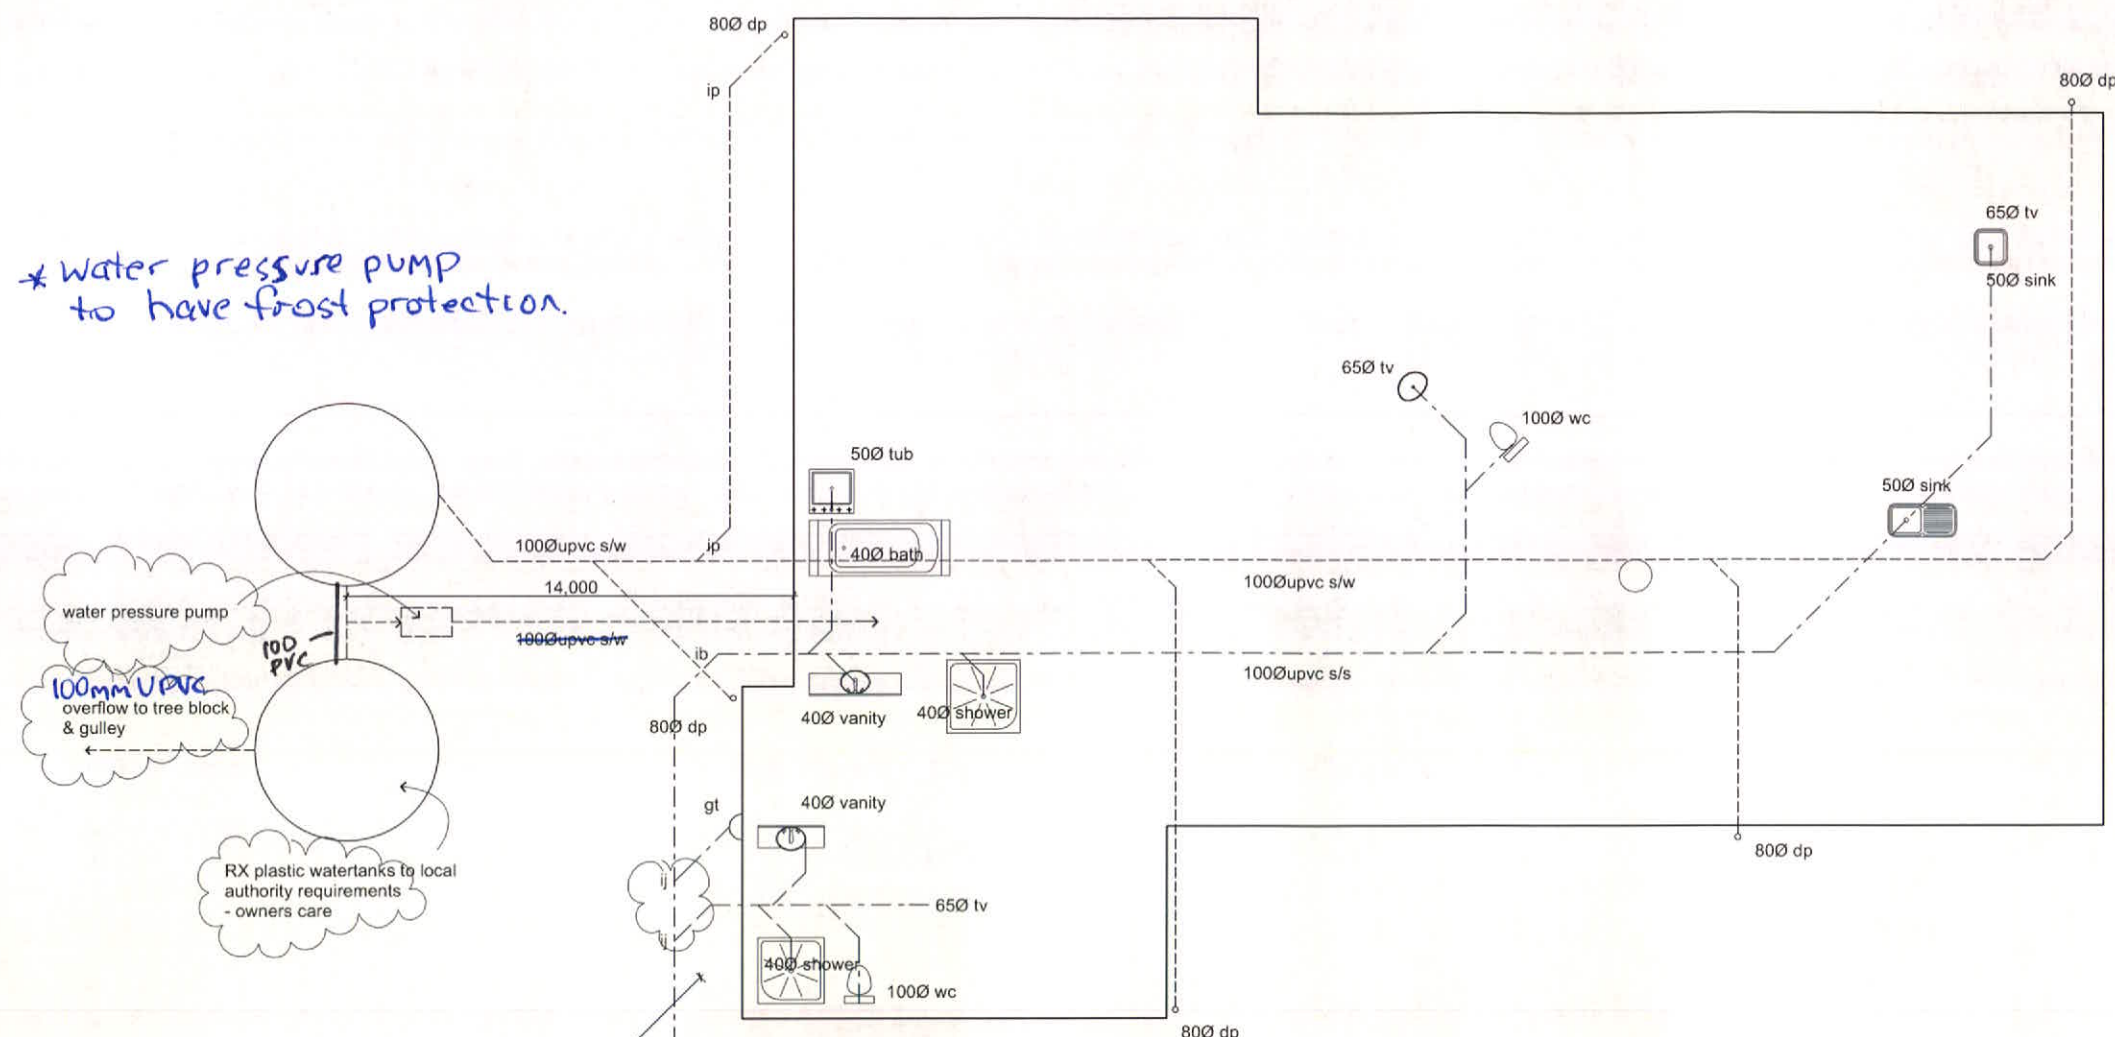 80Ø dp
80Ø dp
ip
65Ø tv
50Ø sink
* Water pressure pump
to have frost protection.
65Ø tv
100Ø wc
50Ø tub
50Ø sink
100Øupvc s/w
ip
40Ø bath
100Øupvc s/w
14,000
water pressure pump
100
PVC
100Øupvc s/w
ib
100Øupvc s/s
100mm UPVC
overflow to tree block
& gulley
40Ø vanity
40Ø shower
80Ø dp
gt
40Ø vanity
80Ø dp
RX plastic watertanks to local
authority requirements
- owners care
ij
65Ø tv
ij
40Ø shower
100Ø wc
80Ø dp